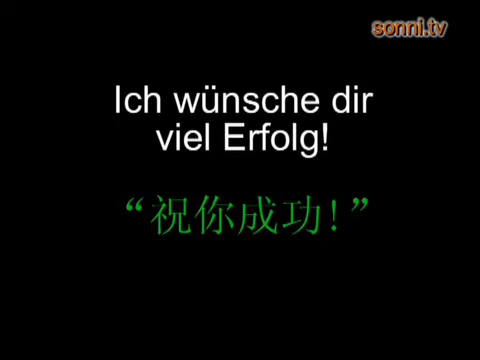 sonni.tv
Ich wünsche dir
viel Erfolg!
“祝你成功!”